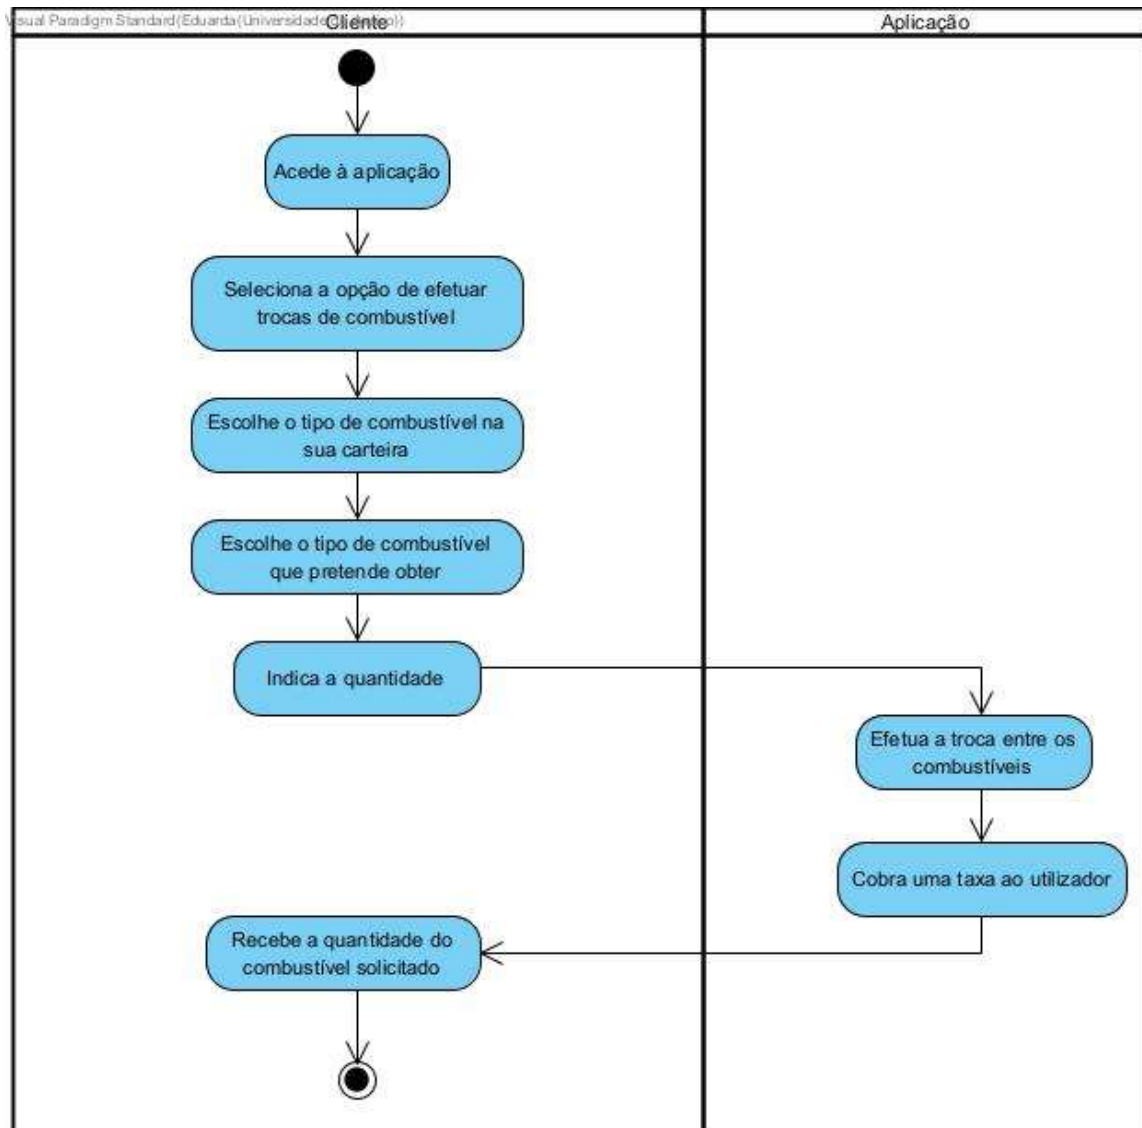 Visual Paradigm Standard(Eduarda(Universidade
Cliente
Aplicação
Acede à aplicação
Seleciona a opção de efetuar
trocas de combustível
Escolhe o tipo de combustível na
sua carteira
Escolhe o tipo de combustível
que pretende obter
Indica a quantidade
Efetua a troca entre os
combustíveis
Cobra uma taxa ao utilizador
Recebe a quantidade do
combustível solicitado